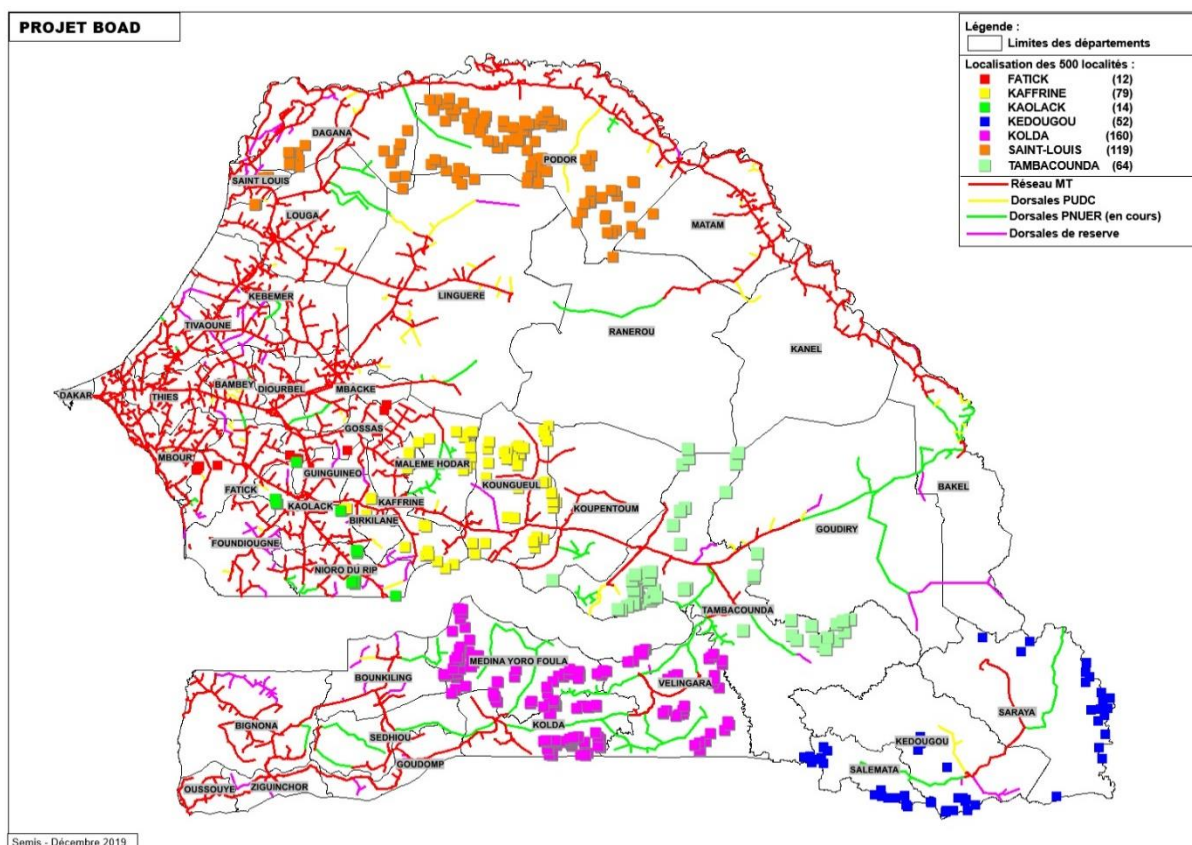 PROJET BOAD
Légende :
Limites des départements
Localisation des 500 localités :
FATICK (12)
KAFFRINE (79)
KAOLACK (14)
KEDOUGOU (52)
KOLDA (160)
SAINT-LOUIS (119)
TAMBACOUNDA (64)
Réseau MT
Dorsales PUDC
Dorsales PNUER (en cours)
Dorsales de reserve
DAGANA
PODOR
SAINT LOUIS
LOUGA
MATAM
LINGUERE
KEBEMER
TIVAOUNE
RANEROU
KANEL
DAKAR
THIES
BAMBEY
DIOURBEL
MBACKE
GOSSAS
MBOUR
GUINGUINEO
MALEME HODAR
KOUNGUEUL
BAKEL
FATICK
KAOLACK
KAFFRINE
KOUPENTOUM
BIRKILANE
GOUDIRY
FOUNDIOUGNE
NIORO DU RIP
TAMBACOUNDA
MEDINA YORO FOULA
BOUNKILING
VELINGARA
SARAYA
BIGNONA
KOLDA
SEDHIOU
KEDOUGOU
GOUDOMP
SALEMATA
OUSSOUYE
ZIGUINCHOR
Semis - Décembre 2019